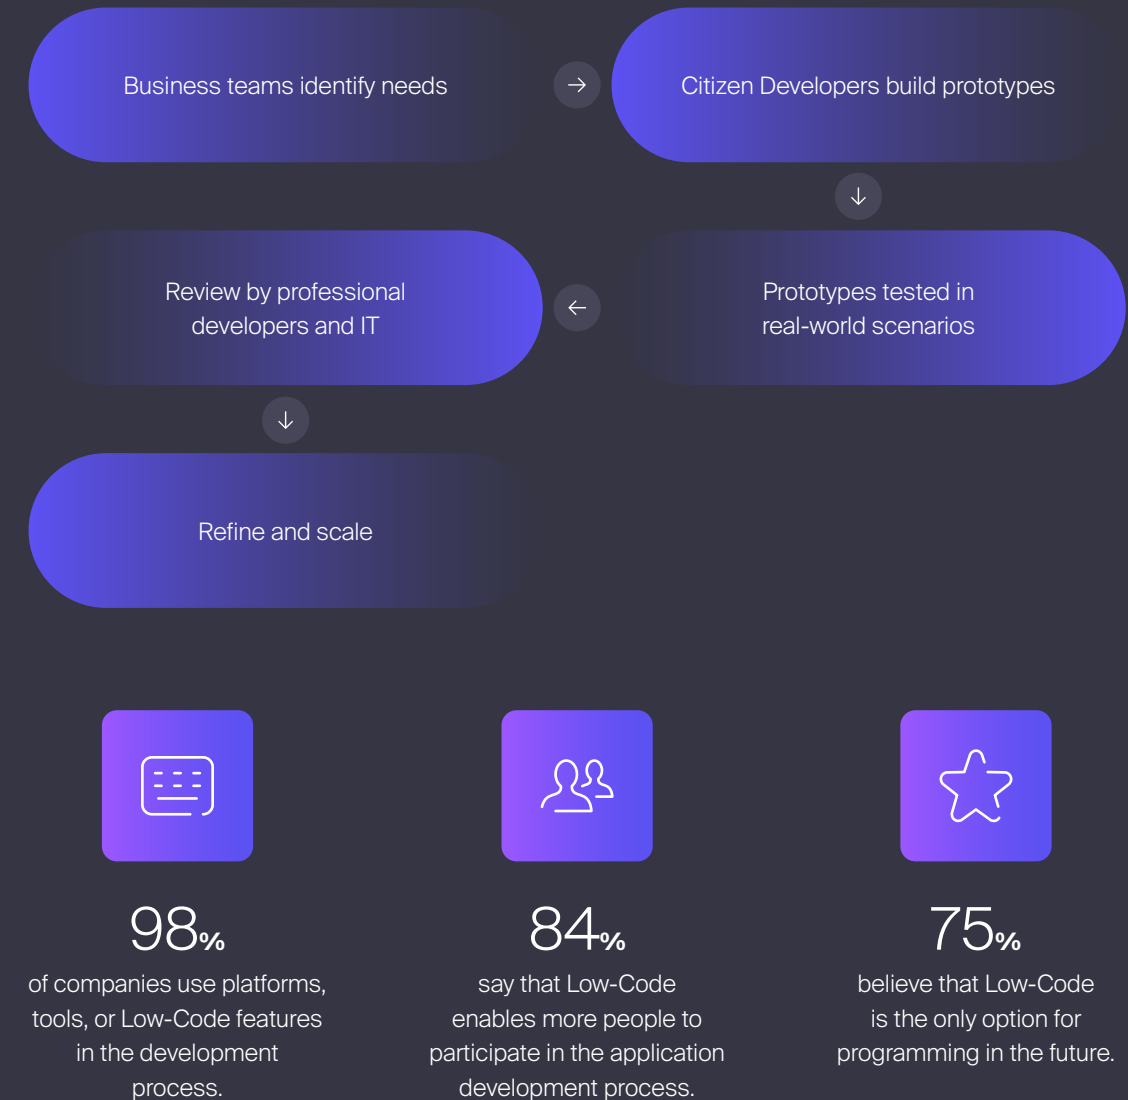 Business teams identify needs
Citizen Developers build prototypes
Prototypes tested in
real-world scenarios
Review by professional
developers and IT
Refine and scale
98%
of companies use platforms,
tools, or Low-Code features
in the development
process.
84%
say that Low-Code
enables more people to
participate in the application
development process.
75%
believe that Low-Code
is the only option for
programming in the future.